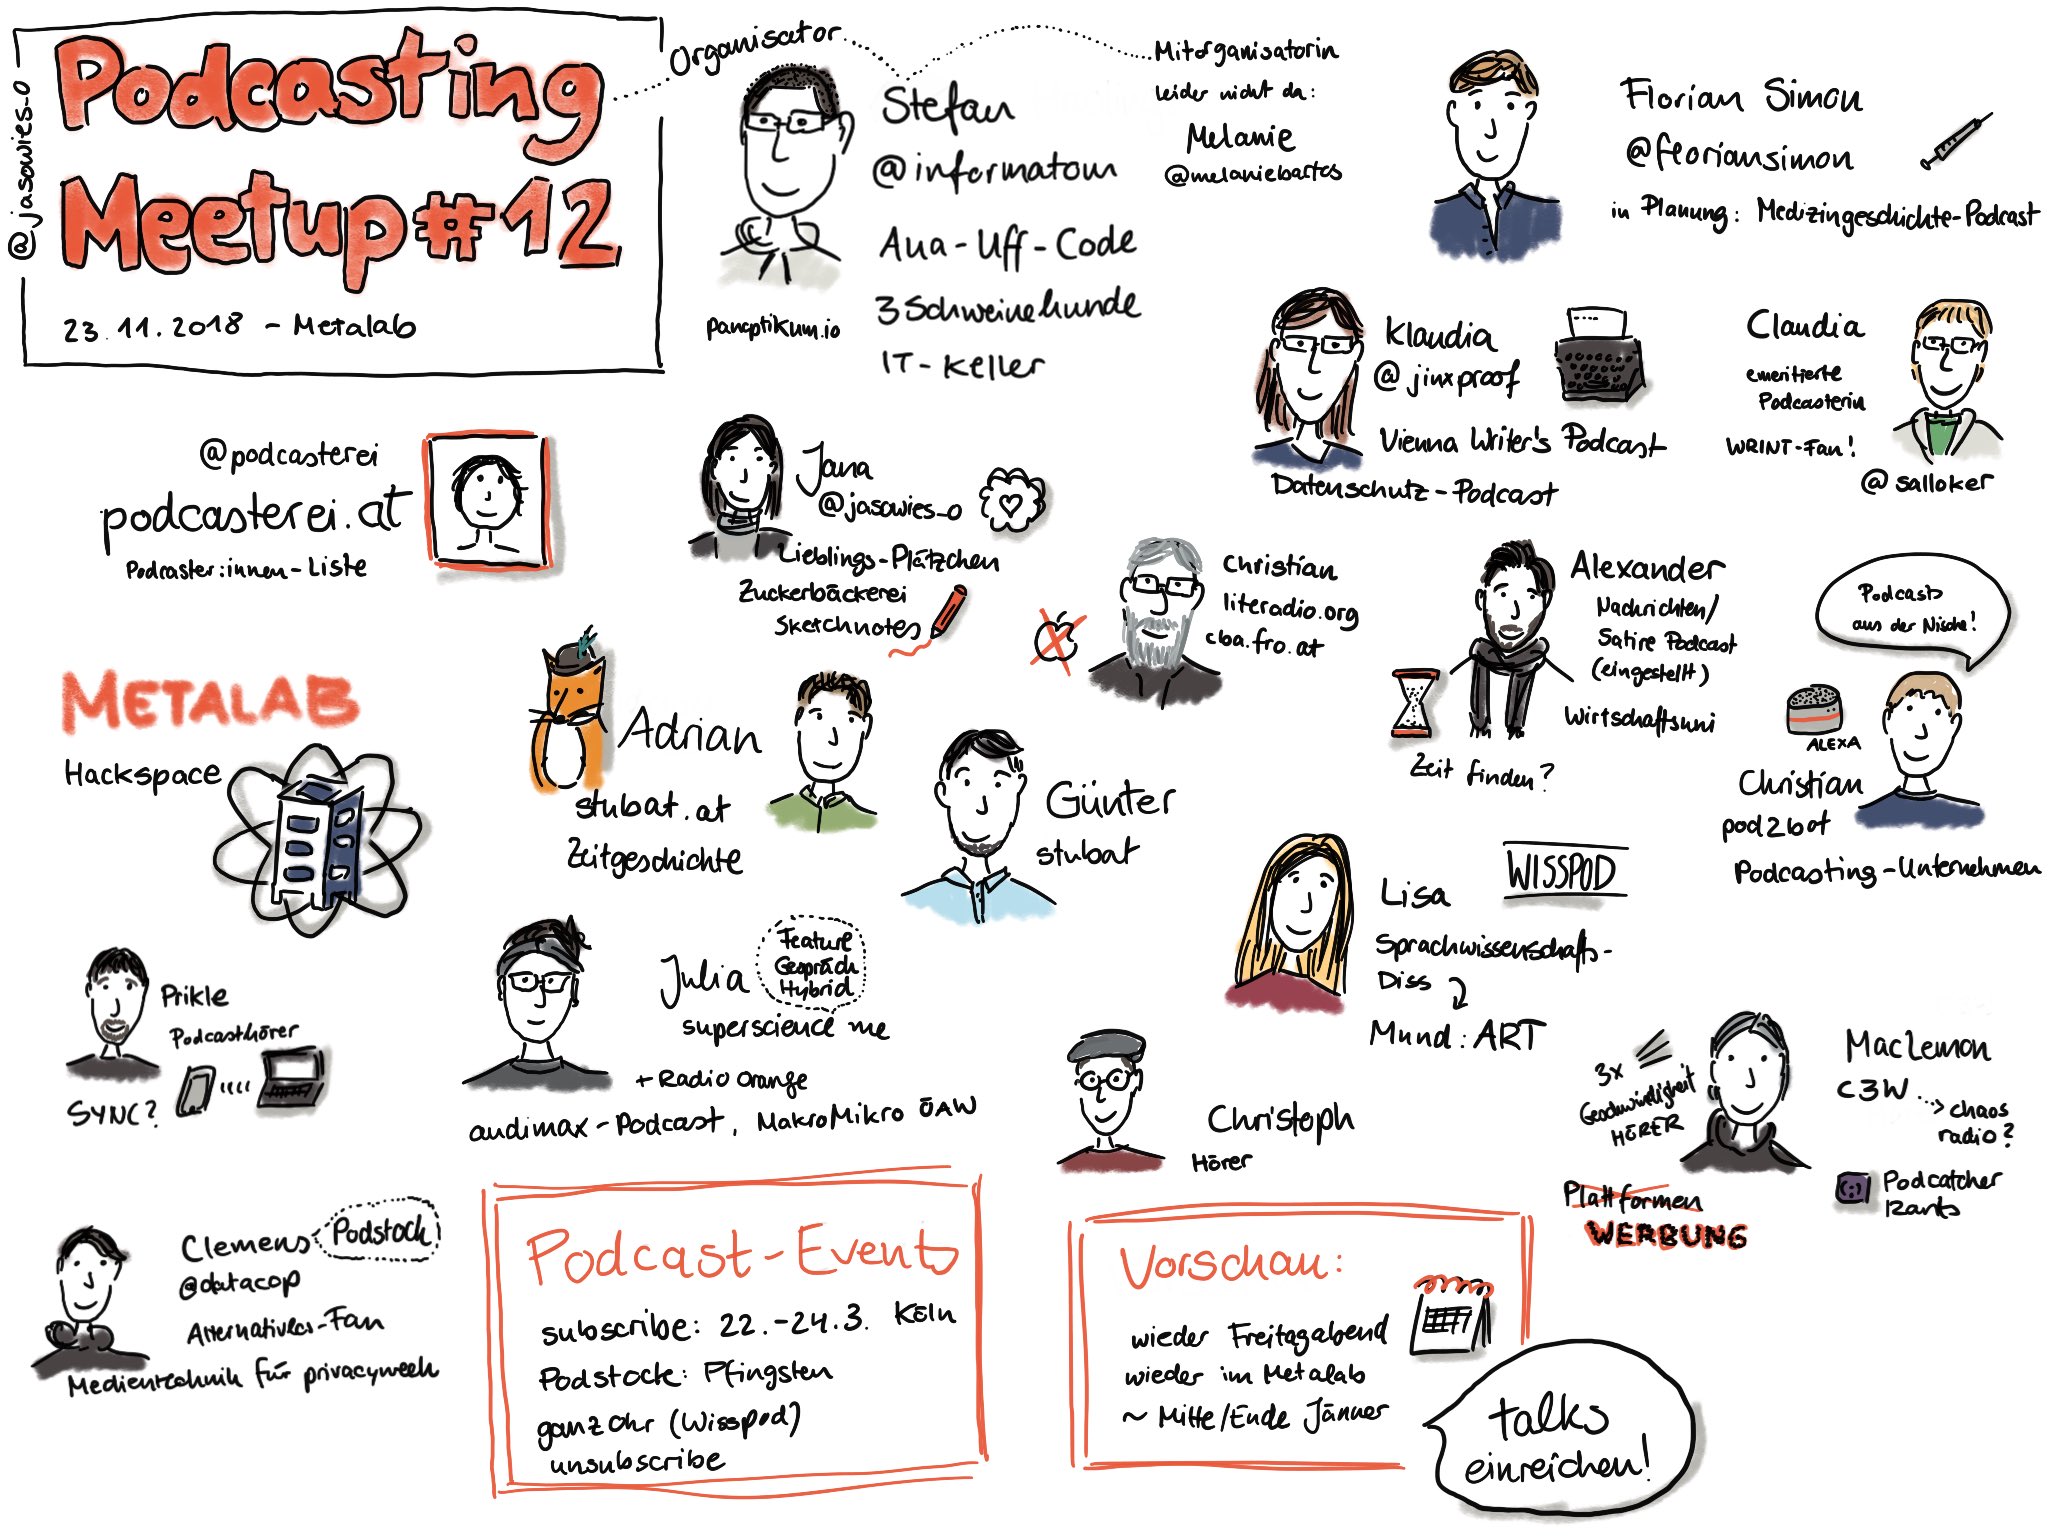 @jasowies_o
Podcasting
Meetup #12
23.11.2018 - Metalab
Organisator
Stefan
@informatom
Aua-Uff-Code
3Schweinehunde
IT-Keller
panoptikum.io
Mitorganisatorin
leider nicht da:
Melanie
@melaniebartos
Florian Simon
@floriansimon
in Planung: Medizingeschichte-Podcast
Klaudia
@jinxproof
Vienna Writer's Podcast
Datenschutz-Podcast
Claudia
emeritierte
Podcasterin
WRINT-Fan!
@salloker
@podcasterei
podcasterei.at
Podcaster:innen-Liste
Jana
@jasowies_o
Lieblings-Plätzchen
Zuckerbäckerei
Sketchnotes
Christian
literadio.org
cba.fro.at
Alexander
Nachrichten/
Satire Podcast
(eingestellt)
Wirtschaftsuni
Zeit finden?
Podcasts
aus der Nische!
ALEXA
Christian
pod2bot
Podcasting-Unternehmen
METALAB
Hackspace
Adrian
stubat.at
Zeitgeschichte
Günter
stubat
Lisa
WISSPOD
Sprachwissenschafts-
Diss
Mund:ART
Prikle
Podcasthörer
SYNC?
Julia
Feature
Gespräch
Hybrid
superscience me
+ Radio Orange
audimax-Podcast, MakroMikro ÖAW
Christoph
Hörer
3x
Geschwindigkeit
HÖRER
MacLemon
C3W
chaos
radio?
Podcatcher
Rants
Plattformen
WERBUNG
Clemens
Podstock
@datacop
Alternativlos-Fan
Medientechnik für privacyweek
Podcast-Events
subscribe: 22.-24.3. Köln
Podstock: Pfingsten
ganz Ohr (Wisspod)
unsubscribe
Vorschau:
wieder Freitagabend
wieder im Metalab
~ Mitte/Ende Jänner
talks
einreichen!